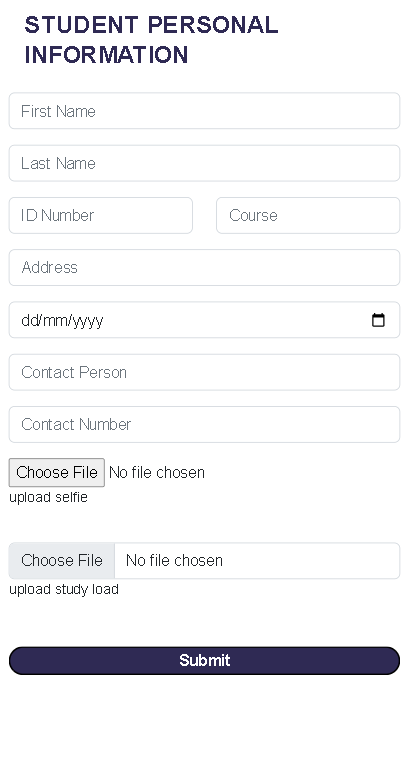 STUDENT PERSONAL
INFORMATION
First Name
Last Name
ID Number Course
Address
dd/mm/yyyy
Contact Person
Contact Number
Choose File No file chosen
upload selfie
Choose File No file chosen
upload study load
Submit